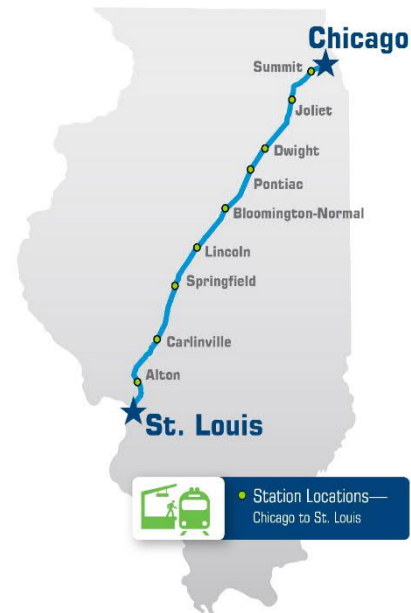 Chicago
Summit
Joliet
Dwight
Pontiac
Bloomington-Normal
Lincoln
Springfield
Carlinville
Alton
St. Louis
Station Locations—
Chicago to St. Louis